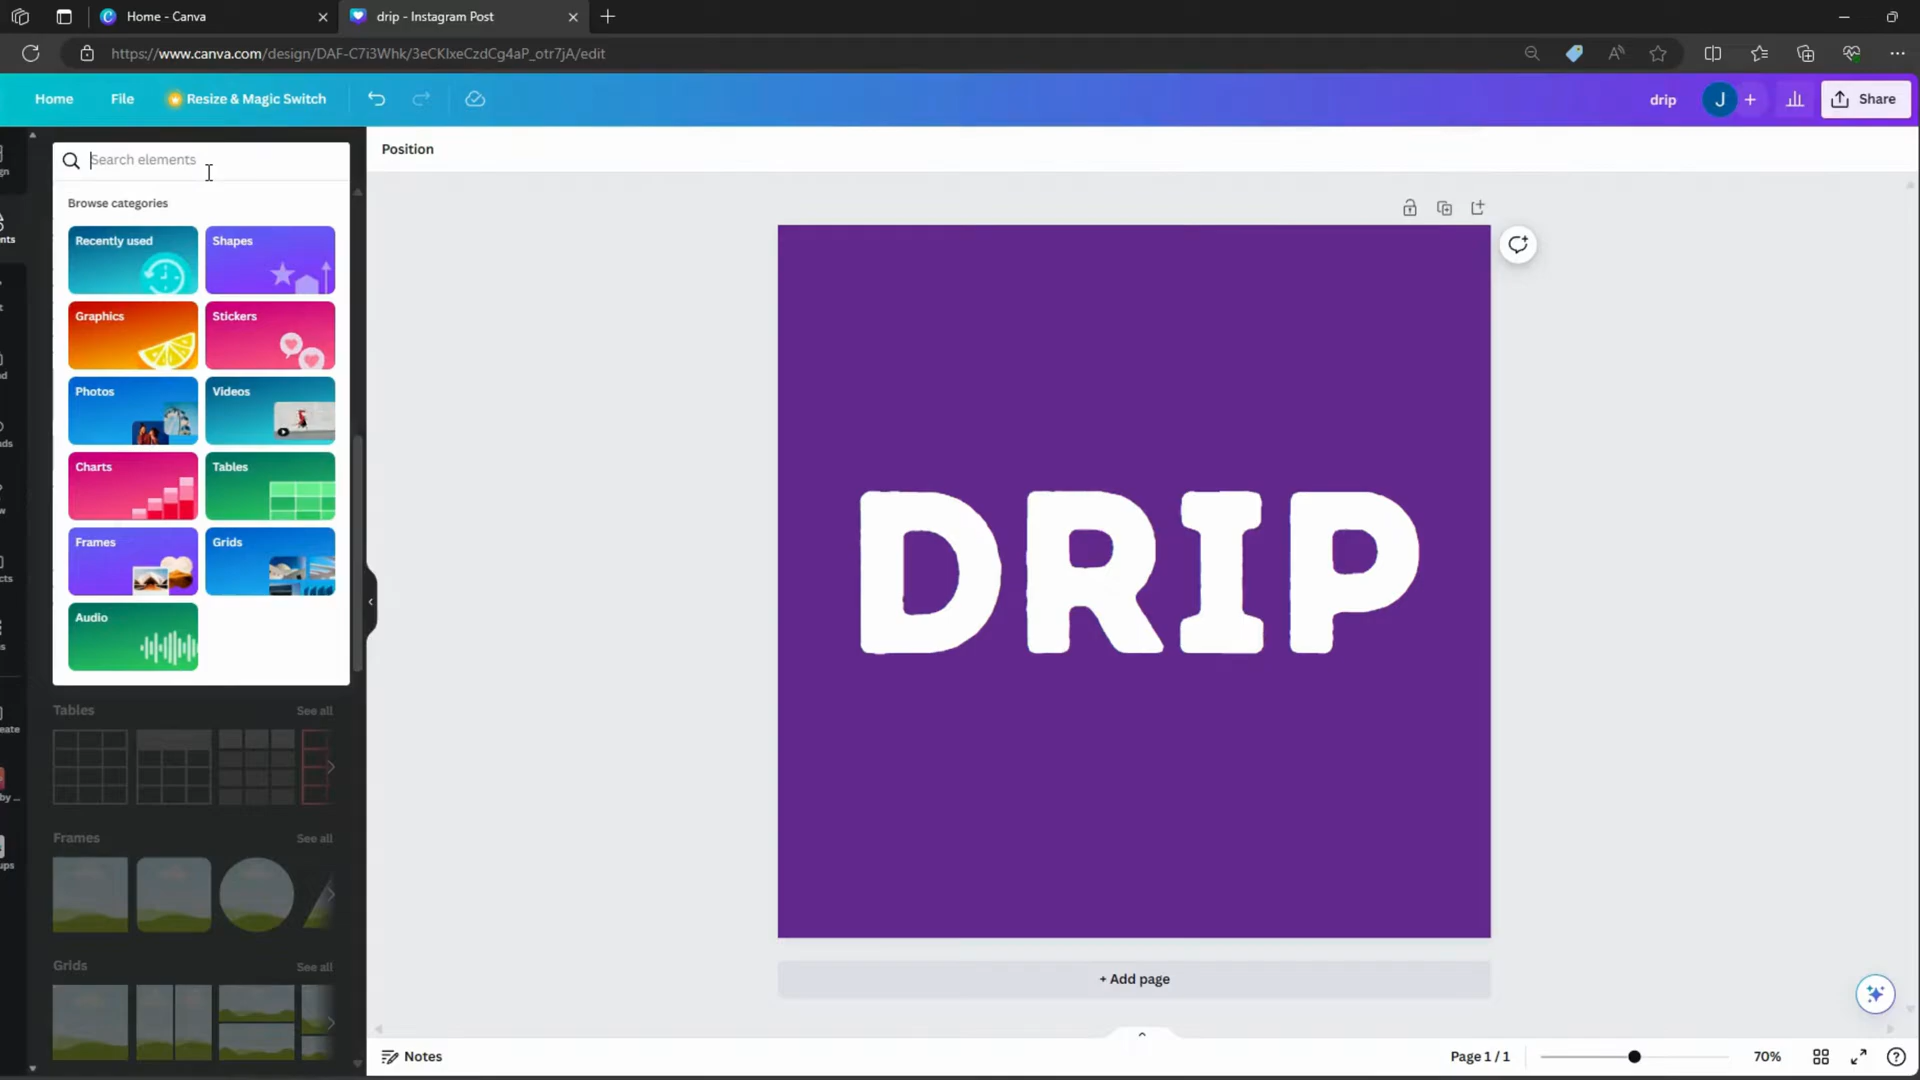 Home - Canva
drip - Instagram Post
https://www.canva.com/design/DAF-C7i3Whk/3eCKlxeCzdCg4aP_otr7jA/edit
Home
File
Resize & Magic Switch
drip
J
Share
Search elements
Position
Browse categories
Recently used
Shapes
Graphics
Stickers
Photos
Videos
Charts
Tables
Frames
Grids
Audio
DRIP
Tables
See all
Frames
See all
Grids
See all
+ Add page
Notes
Page 1 / 1
70%